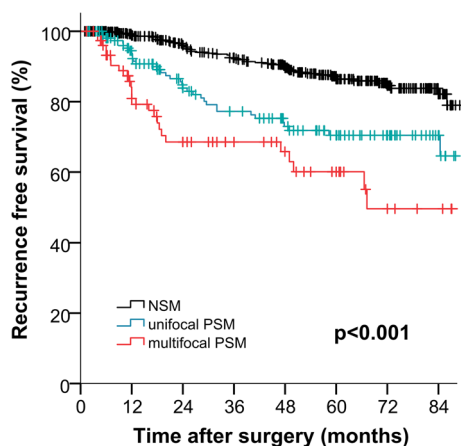 Recurrence free survival (%)
100
80
60
40
20
0
NSM
unifocal PSM
multifocal PSM
p<0.001
0 12 24 36 48 60 72 84
Time after surgery (months)